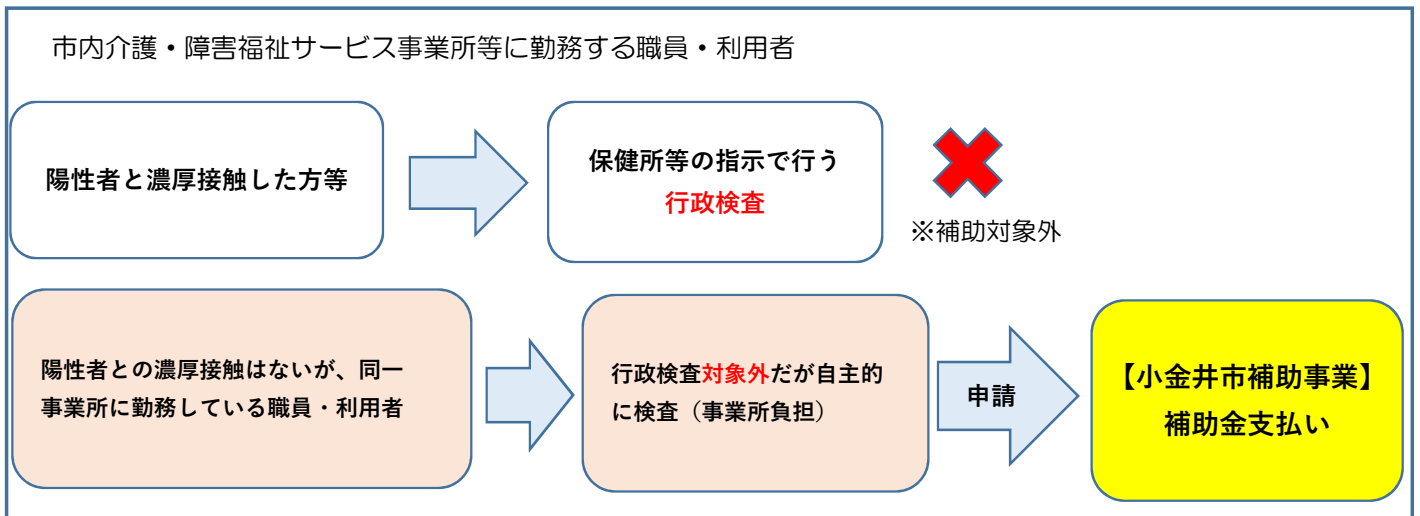 市内介護・障害福祉サービス事業所等に勤務する職員・利用者
陽性者と濃厚接触した方等
保健所等の指示で行う
行政検査
※補助対象外
陽性者との濃厚接触はないが、同一
事業所に勤務している職員・利用者
行政検査対象外だが自主的
に検査（事業所負担）
申請
【小金井市補助事業】
補助金支払い